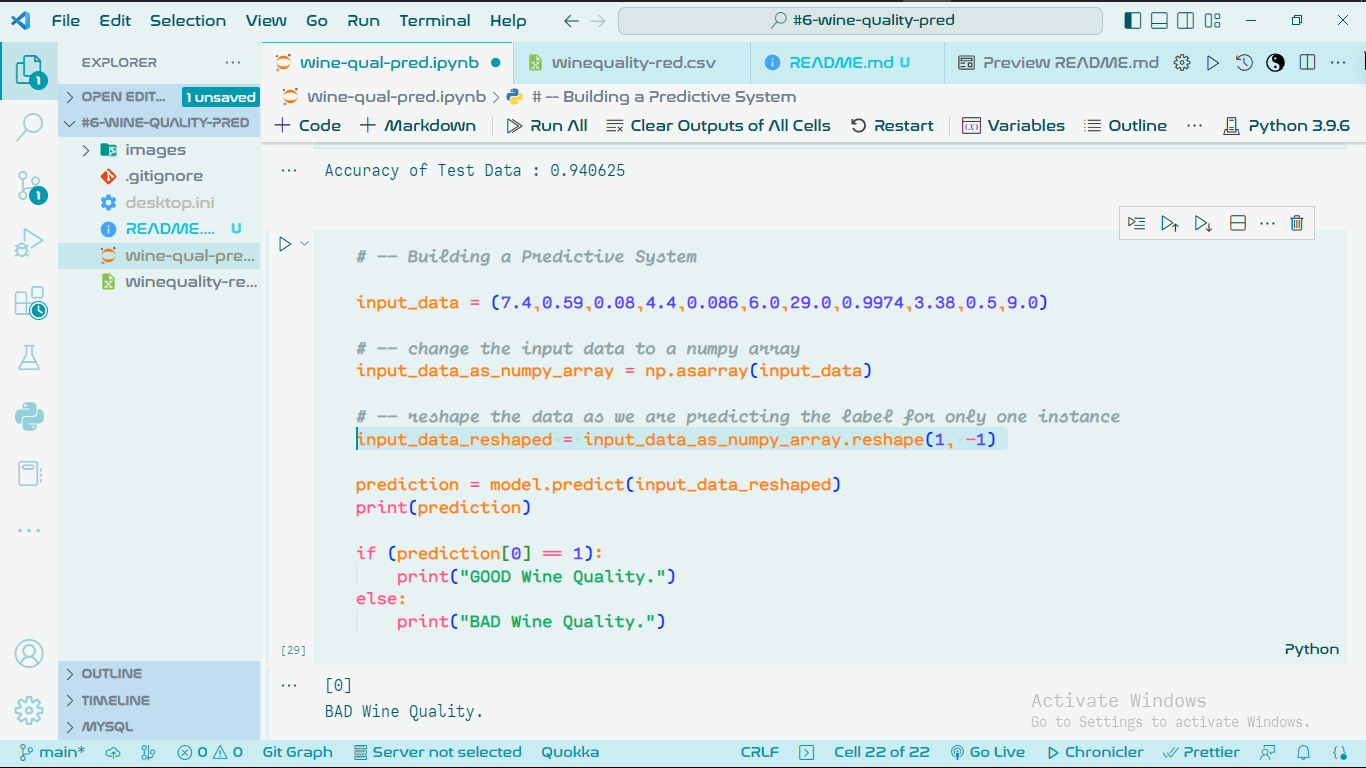 File Edit Selection View Go Run Terminal Help #6-wine-quality-pred
EXPLORER
OPEN EDIT... 1 unsaved
#6-WINE-QUALITY-PRED
images
.gitignore
desktop.ini
README.... U
wine-qual-pre...
winequality-re...
OUTLINE
TIMELINE
MYSQL
wine-qual-pred.ipynb winequality-red.csv README.md U Preview README.md
wine-qual-pred.ipynb > # -- Building a Predictive System
+ Code + Markdown Run All Clear Outputs of All Cells Restart Variables Outline ... Python 3.9.6
Accuracy of Test Data : 0.940625
# -- Building a Predictive System
input_data = (7.4,0.59,0.08,4.4,0.086,6.0,29.0,0.9974,3.38,0.5,9.0)
# -- change the input data to a numpy array
input_data_as_numpy_array = np.asarray(input_data)
# -- reshape the data as we are predicting the label for only one instance
input_data_reshaped = input_data_as_numpy_array.reshape(1, -1)
prediction = model.predict(input_data_reshaped)
print(prediction)
if (prediction[0] == 1):
    print("GOOD Wine Quality.")
else:
    print("BAD Wine Quality.")
[29]
Python
[0]
BAD Wine Quality.
Activate Windows
Go to Settings to activate Windows.
main* 0 0 Git Graph Server not selected Quokka CRLF Cell 22 of 22 Go Live Chronicler Prettier
1
1